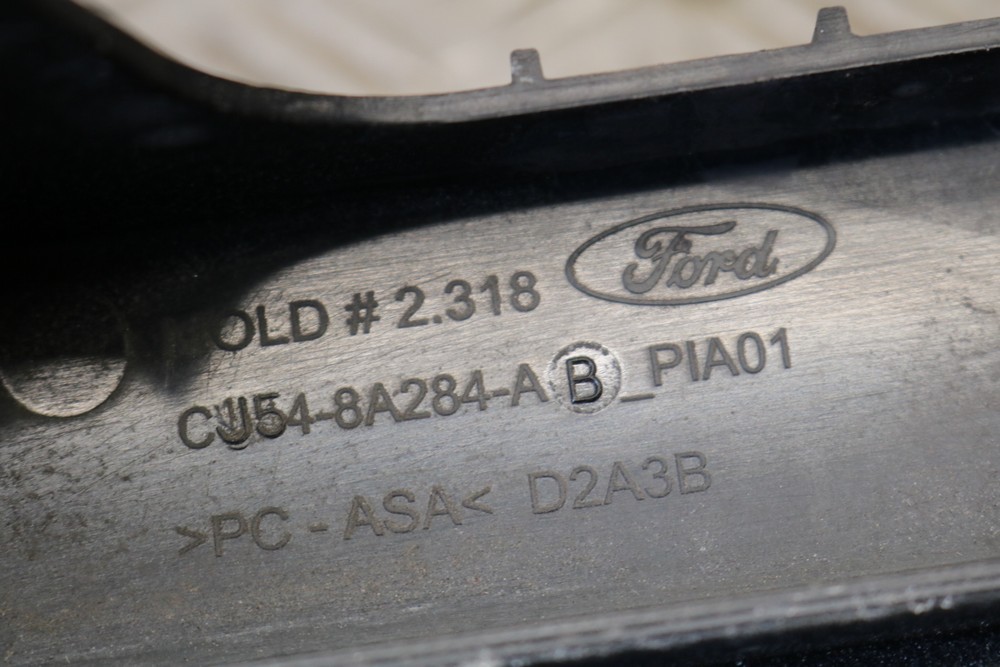 Ford
OLD # 2.318
CJ54-8A284-AB_PIA01
>PC - ASA< D2A3B